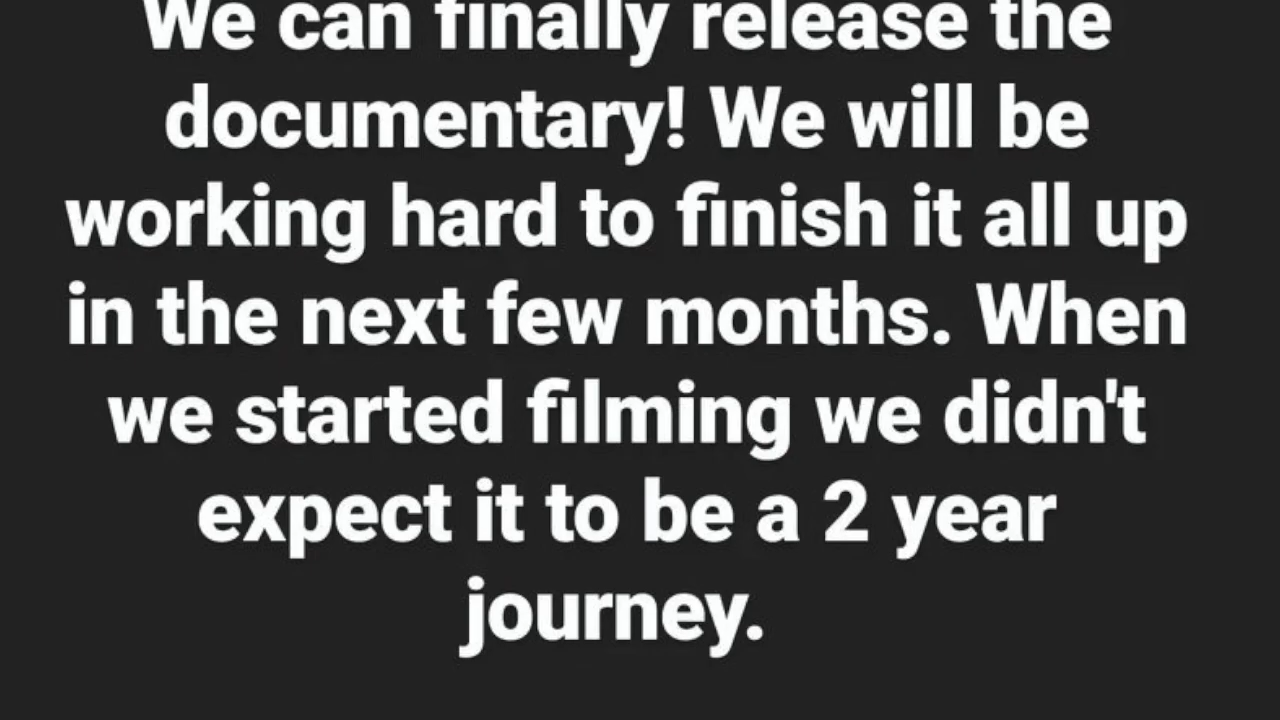 We can finally release the
documentary! We will be
working hard to finish it all up
in the next few months. When
we started filming we didn't
expect it to be a 2 year
journey.